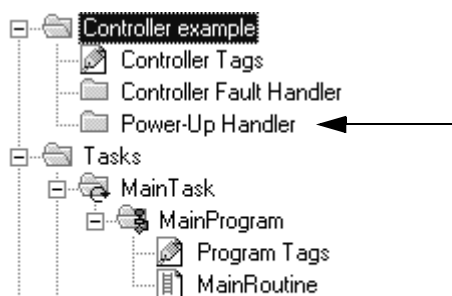 Controller example
Controller Tags
Controller Fault Handler
Power-Up Handler
Tasks
MainTask
MainProgram
Program Tags
MainRoutine